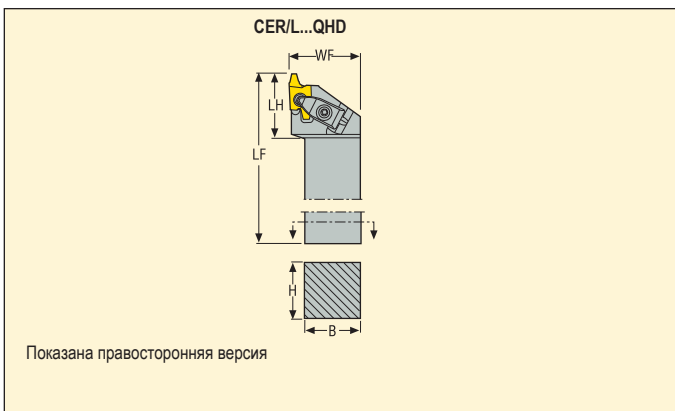 CER/L...QHD
WF
LH
LF
H
B
Показана правосторонняя версия